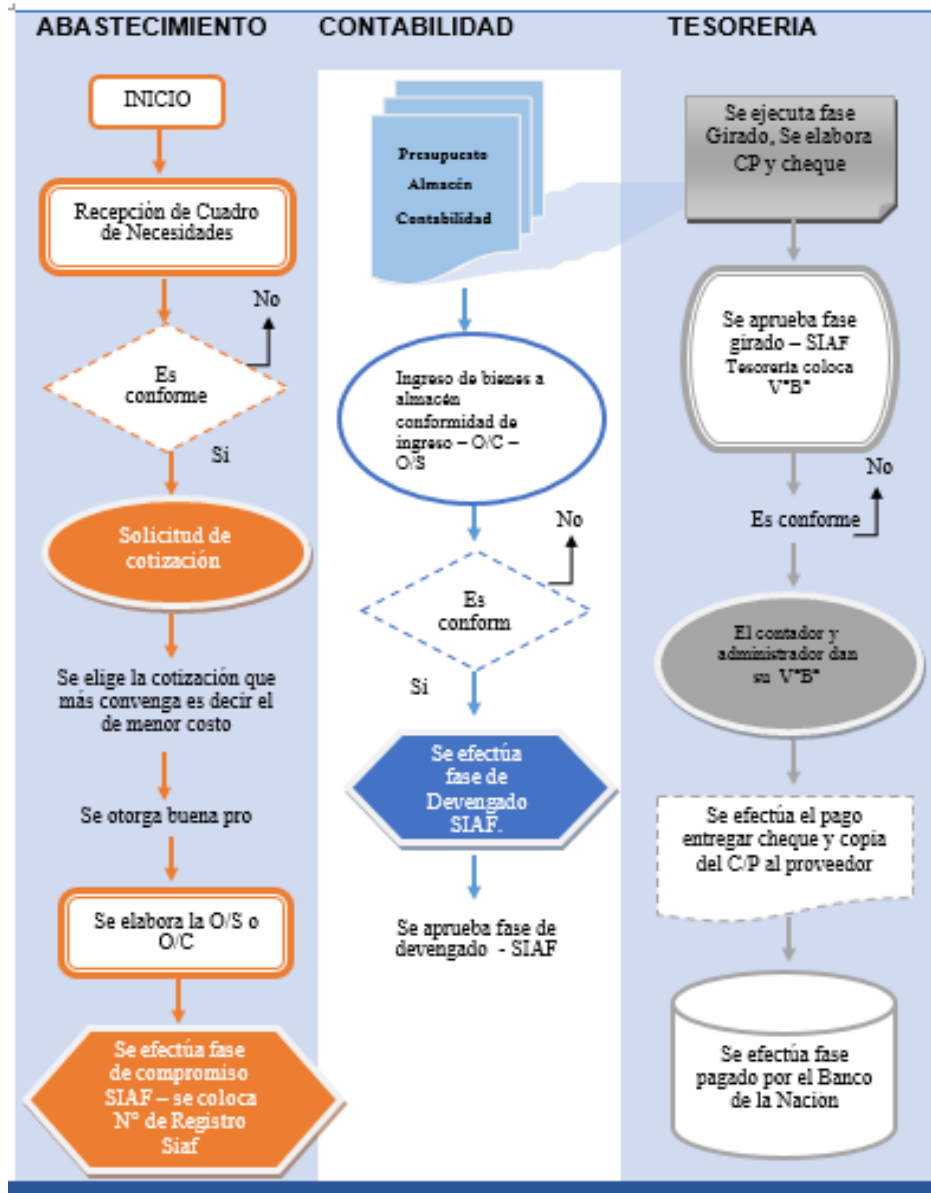 ABASTECIMIENTO
CONTABILIDAD
TESORERIA
INICIO
Recepción de Cuadro
de Necesidades
No
Es
conforme
Si
Solicitud de
cotización
Se elige la cotización que
más convenga es decir el
de menor costo
Se otorga buena pro
Se elabora la O/S o
O/C
Se efectúa fase
de compromiso
SIAF – se coloca
N° de Registro
Siaf
Presupuesto
Almacén
Contabilidad
Ingreso de bienes a
almacén
conformidad de
ingreso – O/C –
O/S
No
Es
conform
Si
Se efectúa
fase de
Devengado
SIAF.
Se aprueba fase de
devengado - SIAF
Se ejecuta fase
Girado, Se elabora
CP y cheque
Se aprueba fase
girado – SIAF
Tesorería coloca
V°B°
No
Es conforme
El contador y
administrador dan
su V°B°
Se efectúa el pago
entregar cheque y copia
del C/P al proveedor
Se efectúa fase
pagado por el Banco
de la Nación